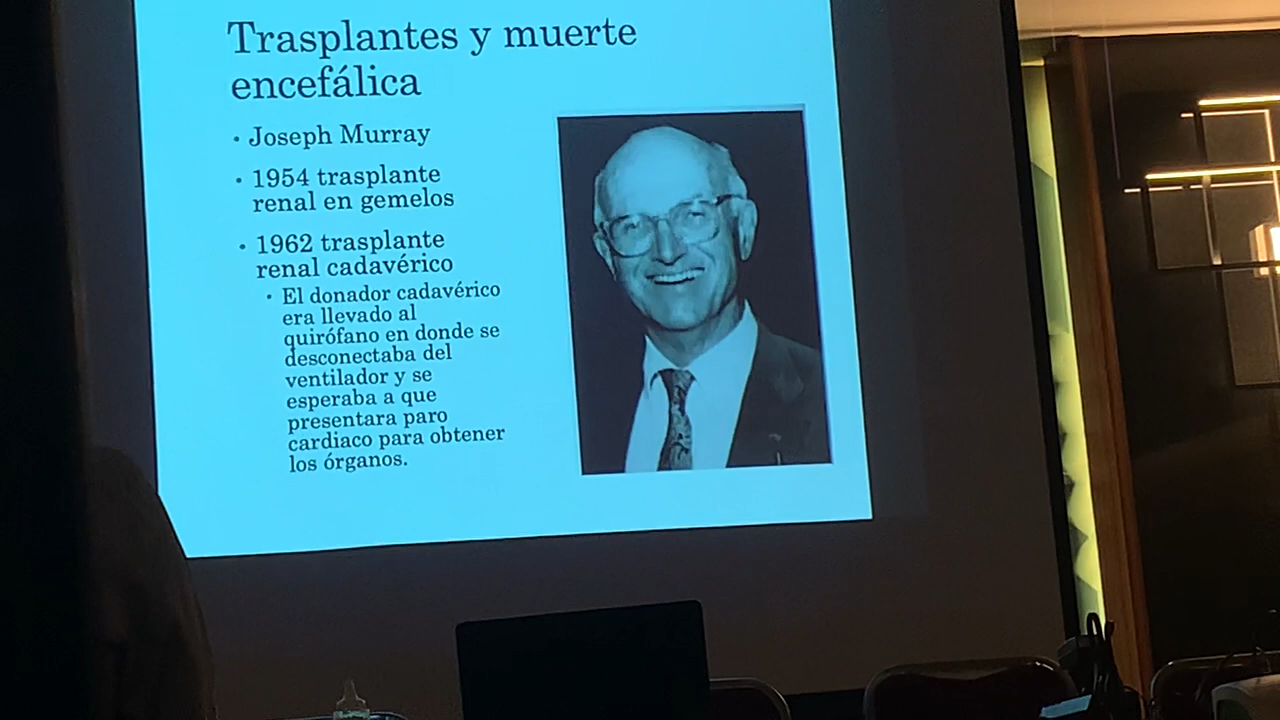 Trasplantes y muerte
encefálica
• Joseph Murray
• 1954 trasplante
renal en gemelos
• 1962 trasplante
renal cadavérico
• El donador cadavérico
era llevado al
quirófano en donde se
desconectaba del
ventilador y se
esperaba a que
presentara paro
cardiaco para obtener
los órganos.